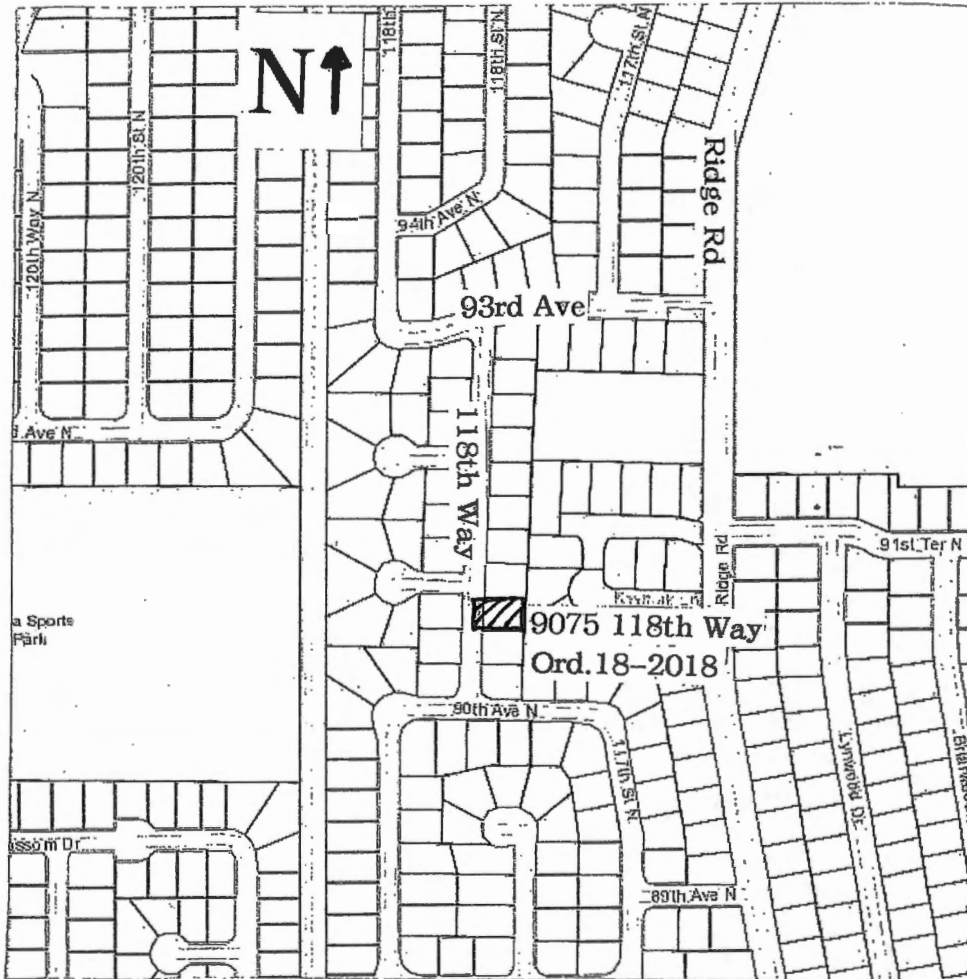 118th
118th St N
117th St N
N
120th St N
120th Way N
Ridge Rd
94th Ave N
93rd Ave
118th Way
Ave N
91st Ter N
Ridge Rd
a Sports
Park
9075 118th Way
Ord.18-2018
90th Ave N
117th St N
Lynwood Dr
ssom Dr
89th Ave N